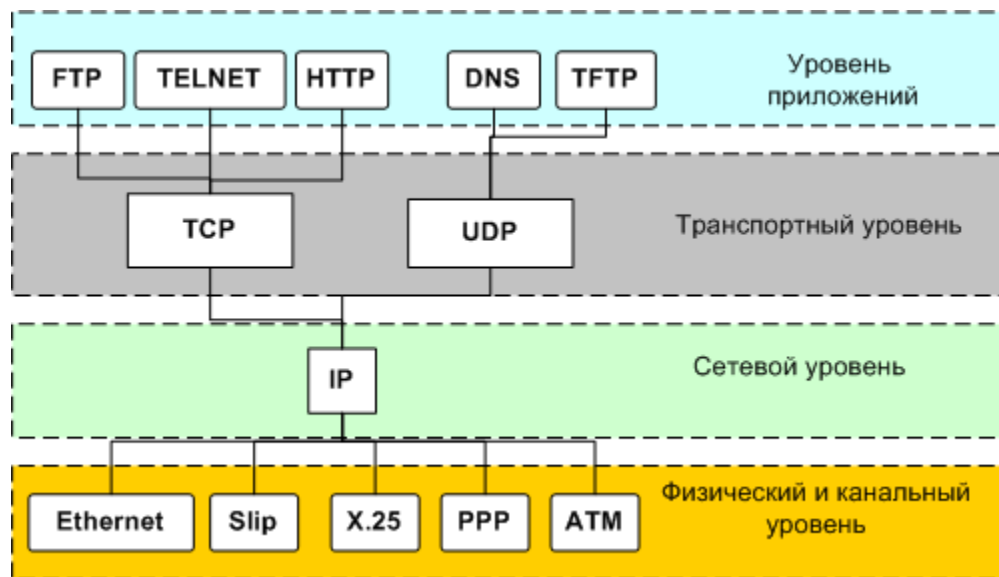 FTP TELNET HTTP DNS TFTP
Уровень
приложений
TCP UDP
Транспортный уровень
IP
Сетевой уровень
Ethernet Slip X.25 PPP ATM
Физический и канальный
уровень